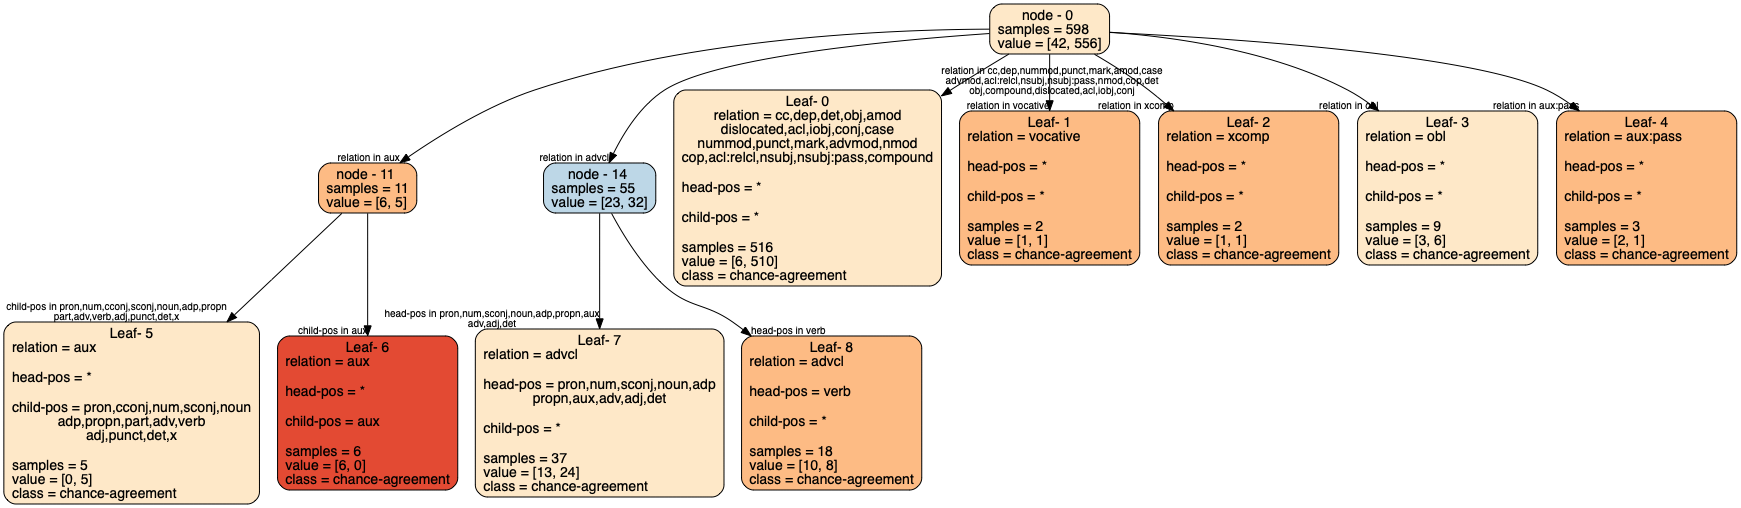 node - 0
samples = 598
value = [42, 556]
relation in cc,dep,nummod,punct,mark,amod,case
advmod,acl:relcl,nsubj,nsubj:pass,nmod,cop,det
obj,compound,dislocated,acl,iobj,conj
relation in vocative
relation in xcomp
relation in obl
relation in aux:pass
relation in aux
relation in advcl
Leaf- 0
relation = cc,dep,det,obj,amod
dislocated,acl,iobj,conj,case
nummod,punct,mark,advmod,nmod
cop,acl:relcl,nsubj,nsubj:pass,compound
head-pos = *
child-pos = *
samples = 516
value = [6, 510]
class = chance-agreement
Leaf- 1
relation = vocative
head-pos = *
child-pos = *
samples = 2
value = [1, 1]
class = chance-agreement
Leaf- 2
relation = xcomp
head-pos = *
child-pos = *
samples = 2
value = [1, 1]
class = chance-agreement
Leaf- 3
relation = obl
head-pos = *
child-pos = *
samples = 9
value = [3, 6]
class = chance-agreement
Leaf- 4
relation = aux:pass
head-pos = *
child-pos = *
samples = 3
value = [2, 1]
class = chance-agreement
node - 11
samples = 11
value = [6, 5]
node - 14
samples = 55
value = [23, 32]
child-pos in pron,num,cconj,sconj,noun,adp,propn
part,adv,verb,adj,punct,det,x
child-pos in aux
head-pos in pron,num,sconj,noun,adp,propn,aux
adv,adj,det
head-pos in verb
Leaf- 5
relation = aux
head-pos = *
child-pos = pron,cconj,num,sconj,noun
adp,propn,part,adv,verb
adj,punct,det,x
samples = 5
value = [0, 5]
class = chance-agreement
Leaf- 6
relation = aux
head-pos = *
child-pos = aux
samples = 6
value = [6, 0]
class = chance-agreement
Leaf- 7
relation = advcl
head-pos = pron,num,sconj,noun,adp
propn,aux,adv,adj,det
child-pos = *
samples = 37
value = [13, 24]
class = chance-agreement
Leaf- 8
relation = advcl
head-pos = verb
child-pos = *
samples = 18
value = [10, 8]
class = chance-agreement